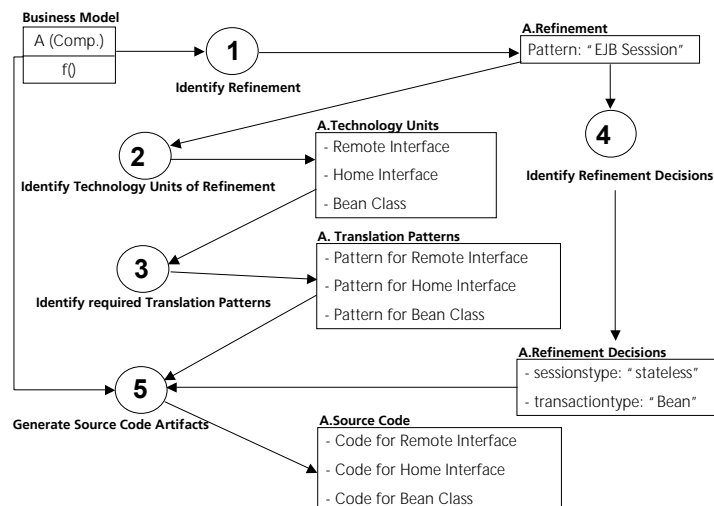 Business Model
A (Comp.)
f()
1
Identify Refinement
A.Refinement
Pattern: "EJB Sesssion"
2
Identify Technology Units of Refinement
A.Technology Units
- Remote Interface
- Home Interface
- Bean Class
4
Identify Refinement Decisions
3
Identify required Translation Patterns
A. Translation Patterns
- Pattern for Remote Interface
- Pattern for Home Interface
- Pattern for Bean Class
A.Refinement Decisions
- sessionstype: "stateless"
- transactiontype: "Bean"
5
Generate Source Code Artifacts
A.Source Code
- Code for Remote Interface
- Code for Home Interface
- Code for Bean Class